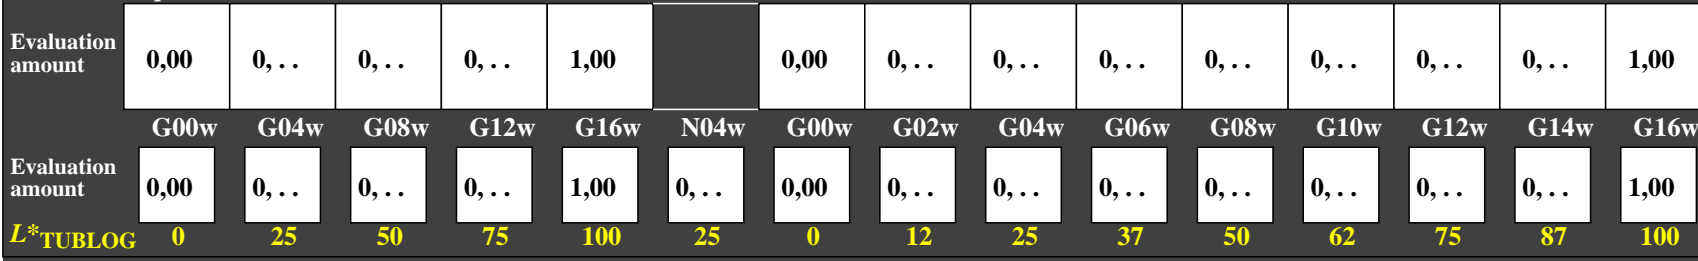 Evaluation amount 0,00 0, . . 0, . . 0, . . 1,00 0,00 0, . . 0, . . 0, . . 0, . . 0, . . 0, . . 0, . . 1,00
G00w G04w G08w G12w G16w N04w G00w G02w G04w G06w G08w G10w G12w G14w G16w
Evaluation amount 0,00 0, . . 0, . . 0, . . 1,00 0, . . 0,00 0, . . 0, . . 0, . . 0, . . 0, . . 0, . . 0, . . 1,00
L*TUBLOG 0 25 50 75 100 25 0 12 25 37 50 62 75 87 100